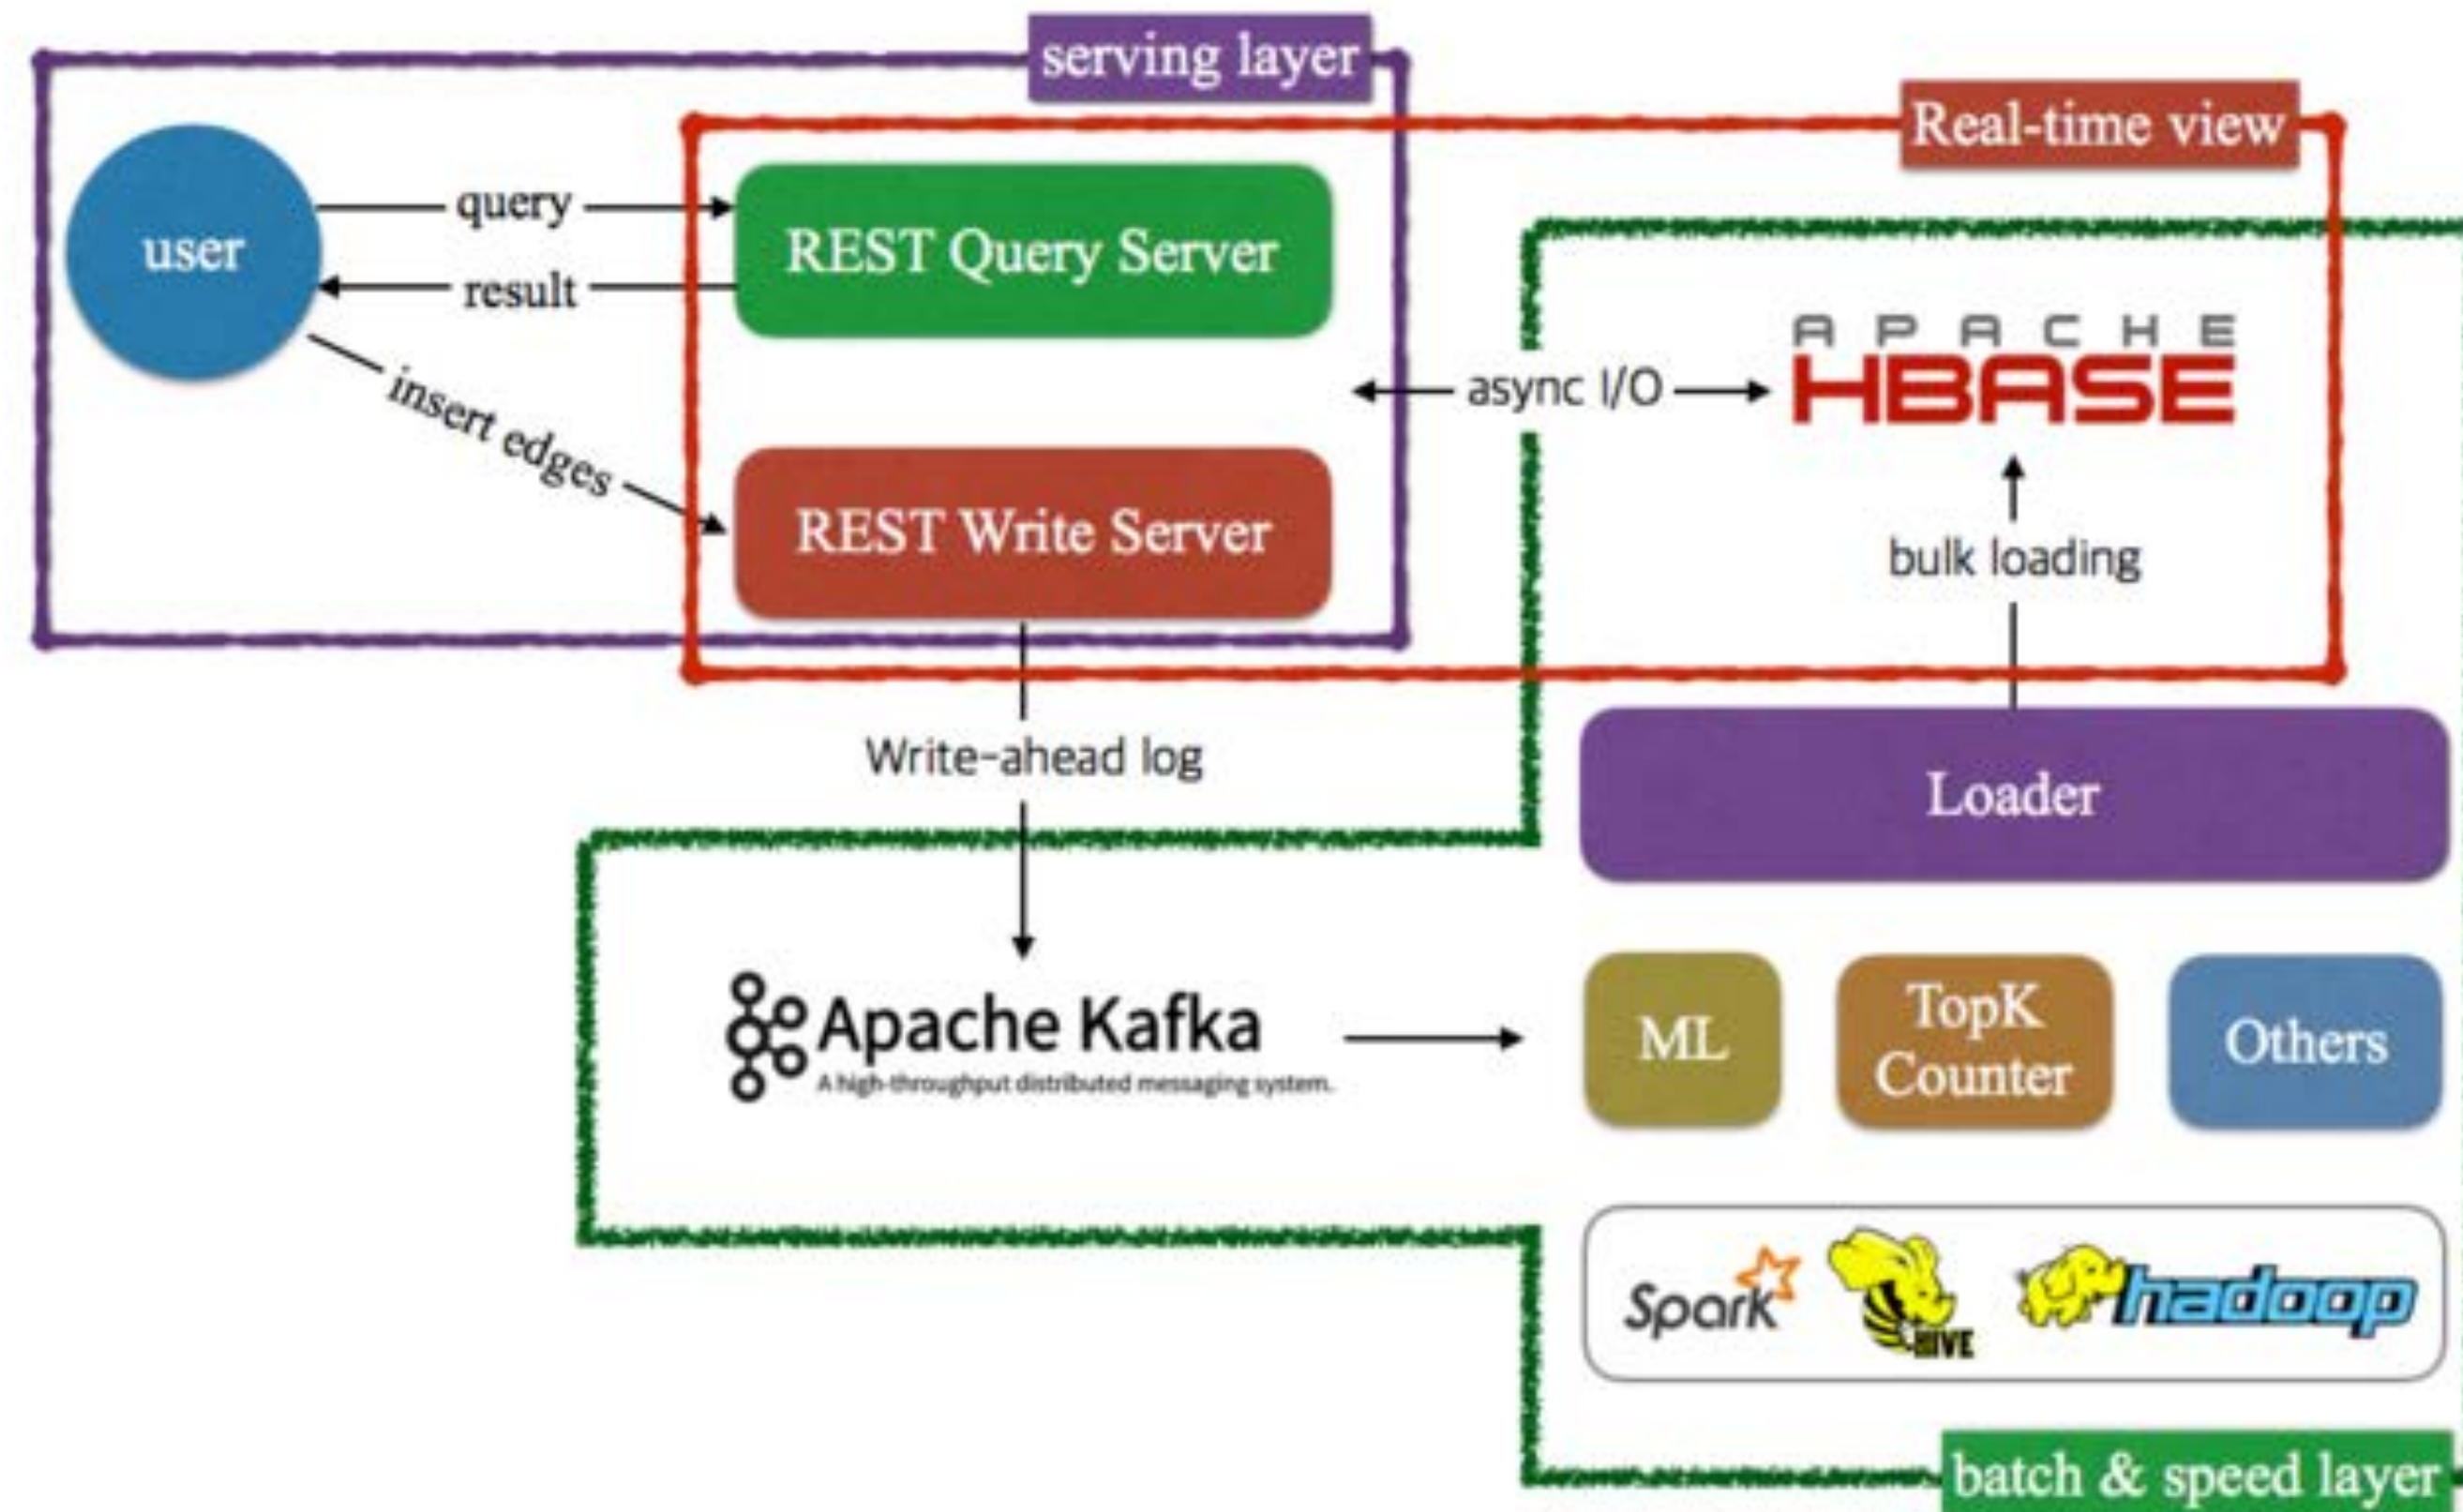 serving layer
Real-time view
user
query
result
insert edges
REST Query Server
REST Write Server
async I/O
APACHE
HBASE
bulk loading
Write-ahead log
Loader
Apache Kafka
A high-throughput distributed messaging system.
ML
TopK
Counter
Others
Spark
HIVE
hadoop
batch & speed layer